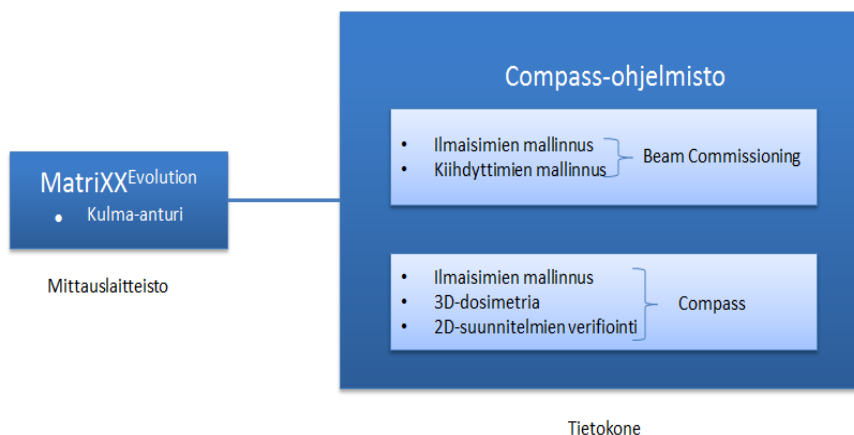 Compass-ohjelmisto
• Ilmaisimien mallinnus
• Kiihdyttimien mallinnus
Beam Commissioning
MatriXXEvolution
• Kulma-anturi
Mittauslaitteisto
• Ilmaisimien mallinnus
• 3D-dosimetria
• 2D-suunnitelmien verifiointi
Compass
Tietokone